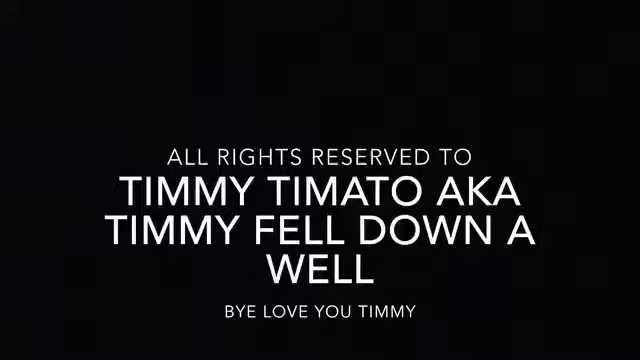 ALL RIGHTS RESERVED TO
TIMMY TIMATO AKA
TIMMY FELL DOWN A
WELL
BYE LOVE YOU TIMMY